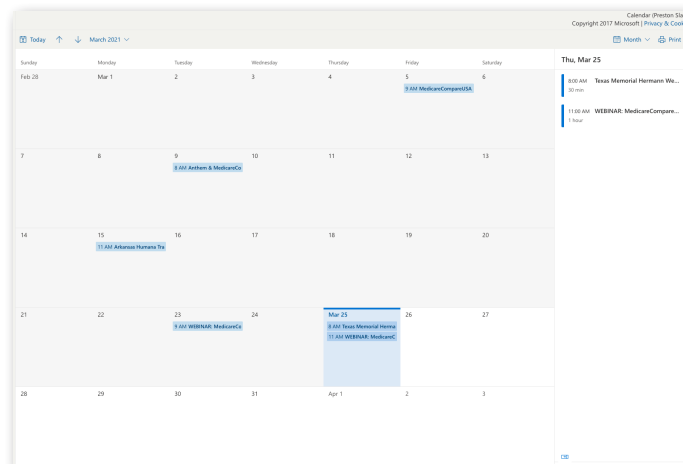 Calendar (Preston Sla
Copyright 2017 Microsoft | Privacy & Cook
Today March 2021 Month Print
Sunday Monday Tuesday Wednesday Thursday Friday Saturday
Feb 28 Mar 1 2 3 4 5 6
9 AM MedicareCompareUSA
7 8 9 10 11 12 13
8 AM Anthem & MedicareCo
14 15 16 17 18 19 20
11 AM Arkansas Humana Tra
21 22 23 24 Mar 25 26 27
9 AM WEBINAR: MedicareCo 8 AM Texas Memorial Herma
11 AM WEBINAR: MedicareC
28 29 30 31 Apr 1 2 3
Thu, Mar 25
8:00 AM Texas Memorial Hermann We...
30 min
11:00 AM WEBINAR: MedicareCompare...
1 hour